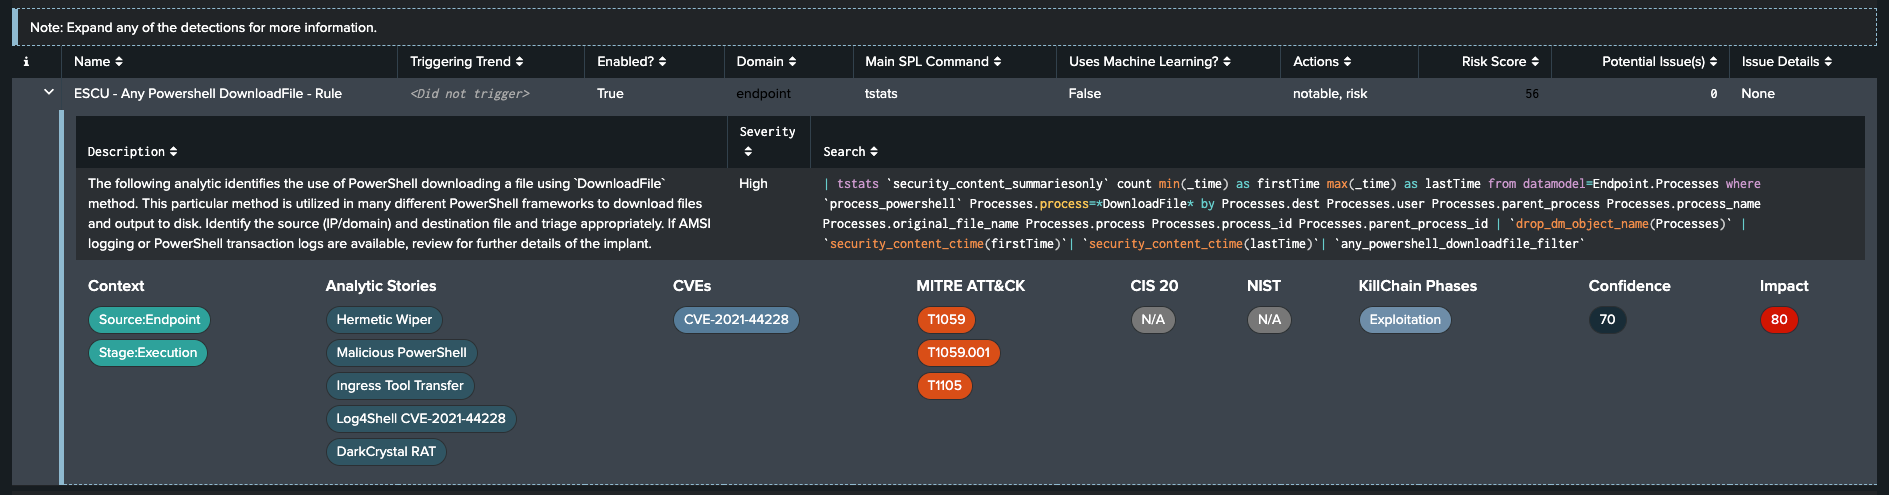 Note: Expand any of the detections for more information.
i Name Triggering Trend Enabled? Domain Main SPL Command Uses Machine Learning? Actions Risk Score Potential Issue(s) Issue Details
ESCU - Any Powershell DownloadFile - Rule <Did not trigger> True endpoint tstats False notable, risk 56 0 None
Description Severity Search
The following analytic identifies the use of PowerShell downloading a file using `DownloadFile`
method. This particular method is utilized in many different PowerShell frameworks to download files
and output to disk. Identify the source (IP/domain) and destination file and triage appropriately. If AMSI
logging or PowerShell transaction logs are available, review for further details of the implant.
High
| tstats `security_content_summariesonly` count min(_time) as firstTime max(_time) as lastTime from datamodel=Endpoint.Processes where
`process_powershell` Processes.process=*DownloadFile* by Processes.dest Processes.user Processes.parent_process Processes.process_name
Processes.original_file_name Processes.process Processes.process_id Processes.parent_process_id | `drop_dm_object_name(Processes)` |
`security_content_ctime(firstTime)`| `security_content_ctime(lastTime)`| `any_powershell_downloadfile_filter`
Context
Source:Endpoint
Stage:Execution
Analytic Stories
Hermetic Wiper
Malicious PowerShell
Ingress Tool Transfer
Log4Shell CVE-2021-44228
DarkCrystal RAT
CVEs
CVE-2021-44228
MITRE ATT&CK
T1059
T1059.001
T1105
CIS 20
N/A
NIST
N/A
KillChain Phases
Exploitation
Confidence
70
Impact
80